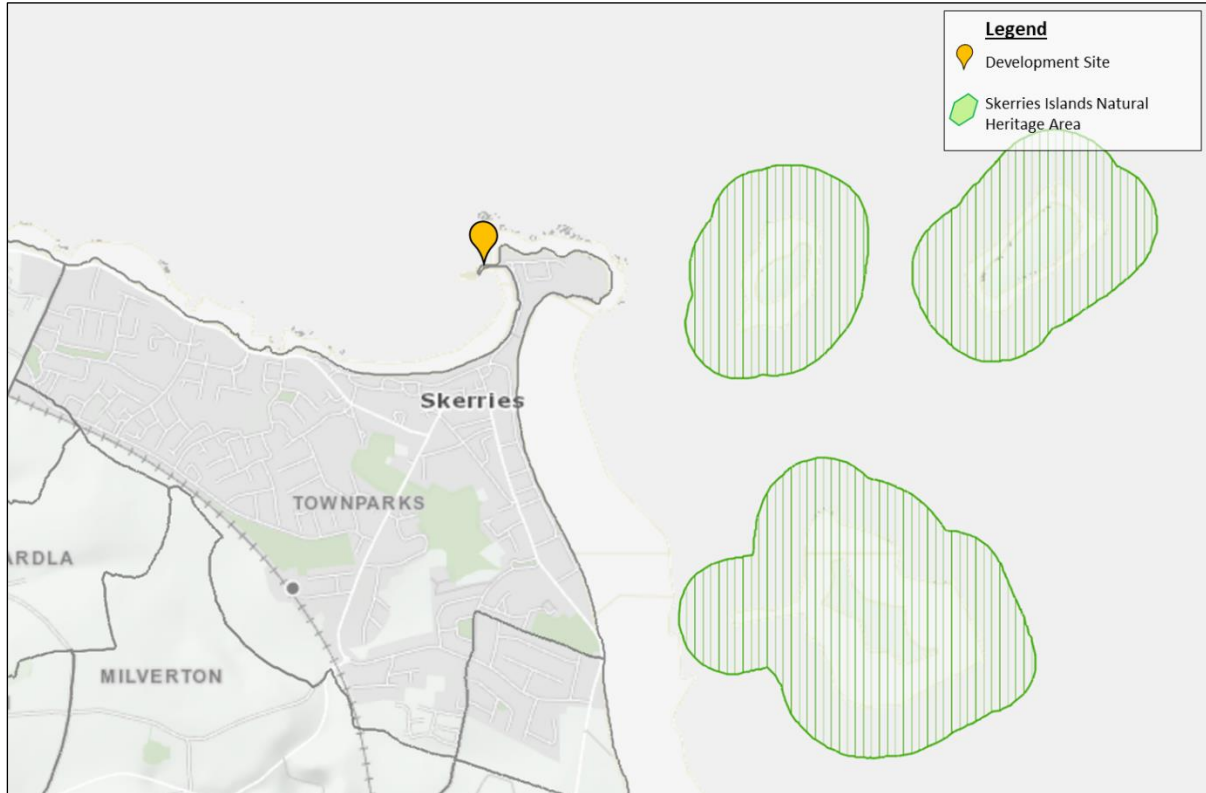 Legend
Development Site
Skerries Islands Natural
Heritage Area
Skerries
TOWNPARKS
ARDLA
MILVERTON